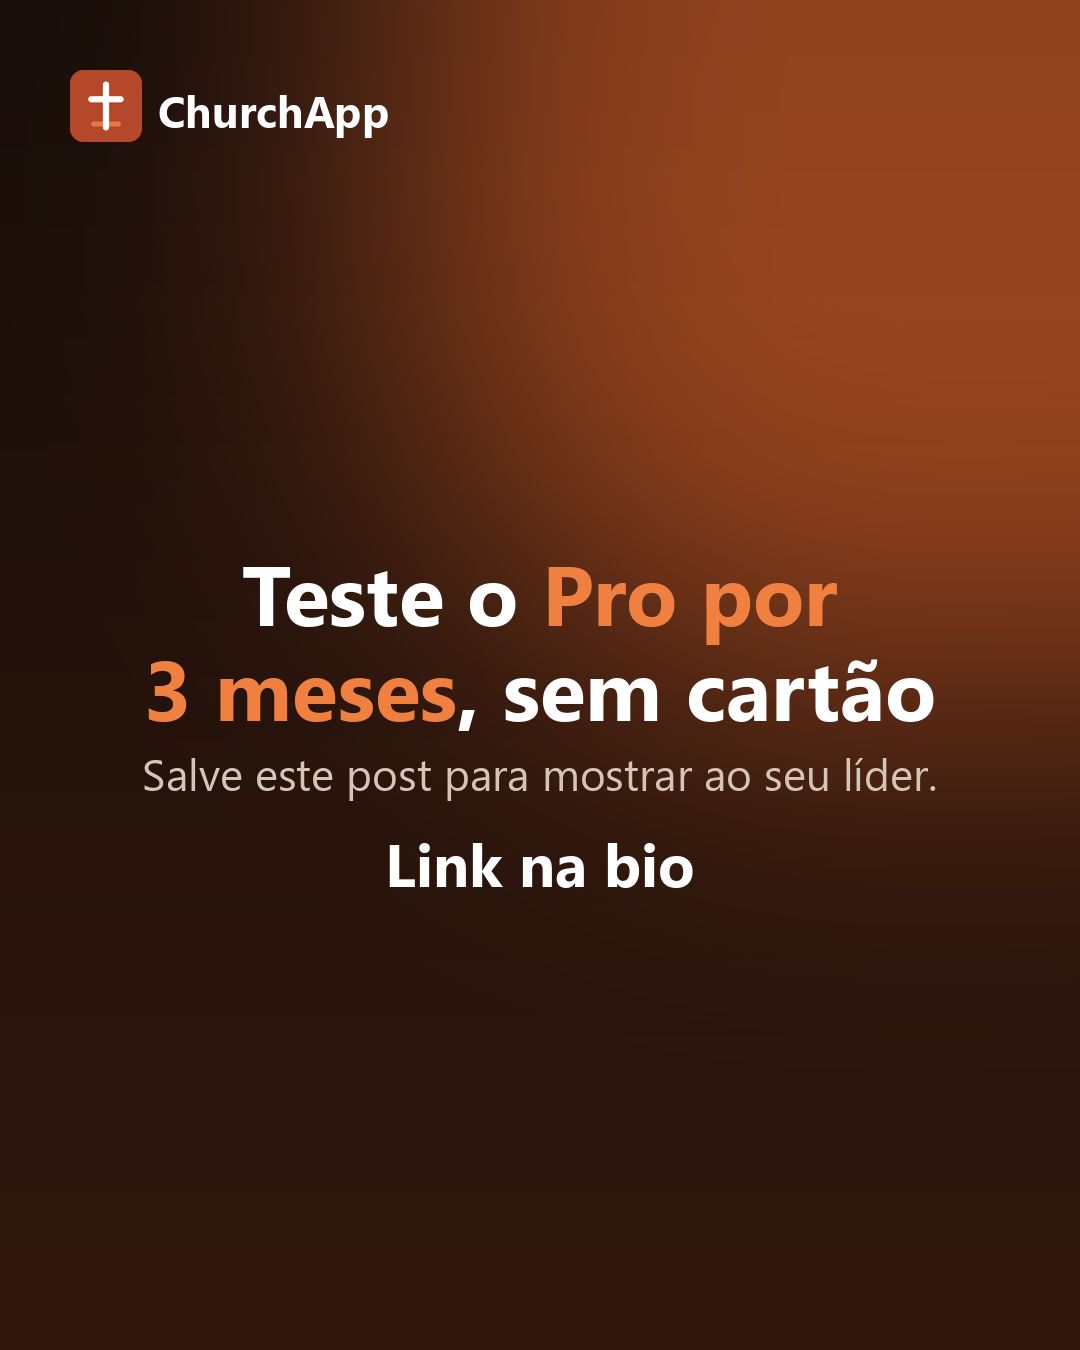 ChurchApp
Teste o Pro por
3 meses, sem cartão
Salve este post para mostrar ao seu líder.
Link na bio